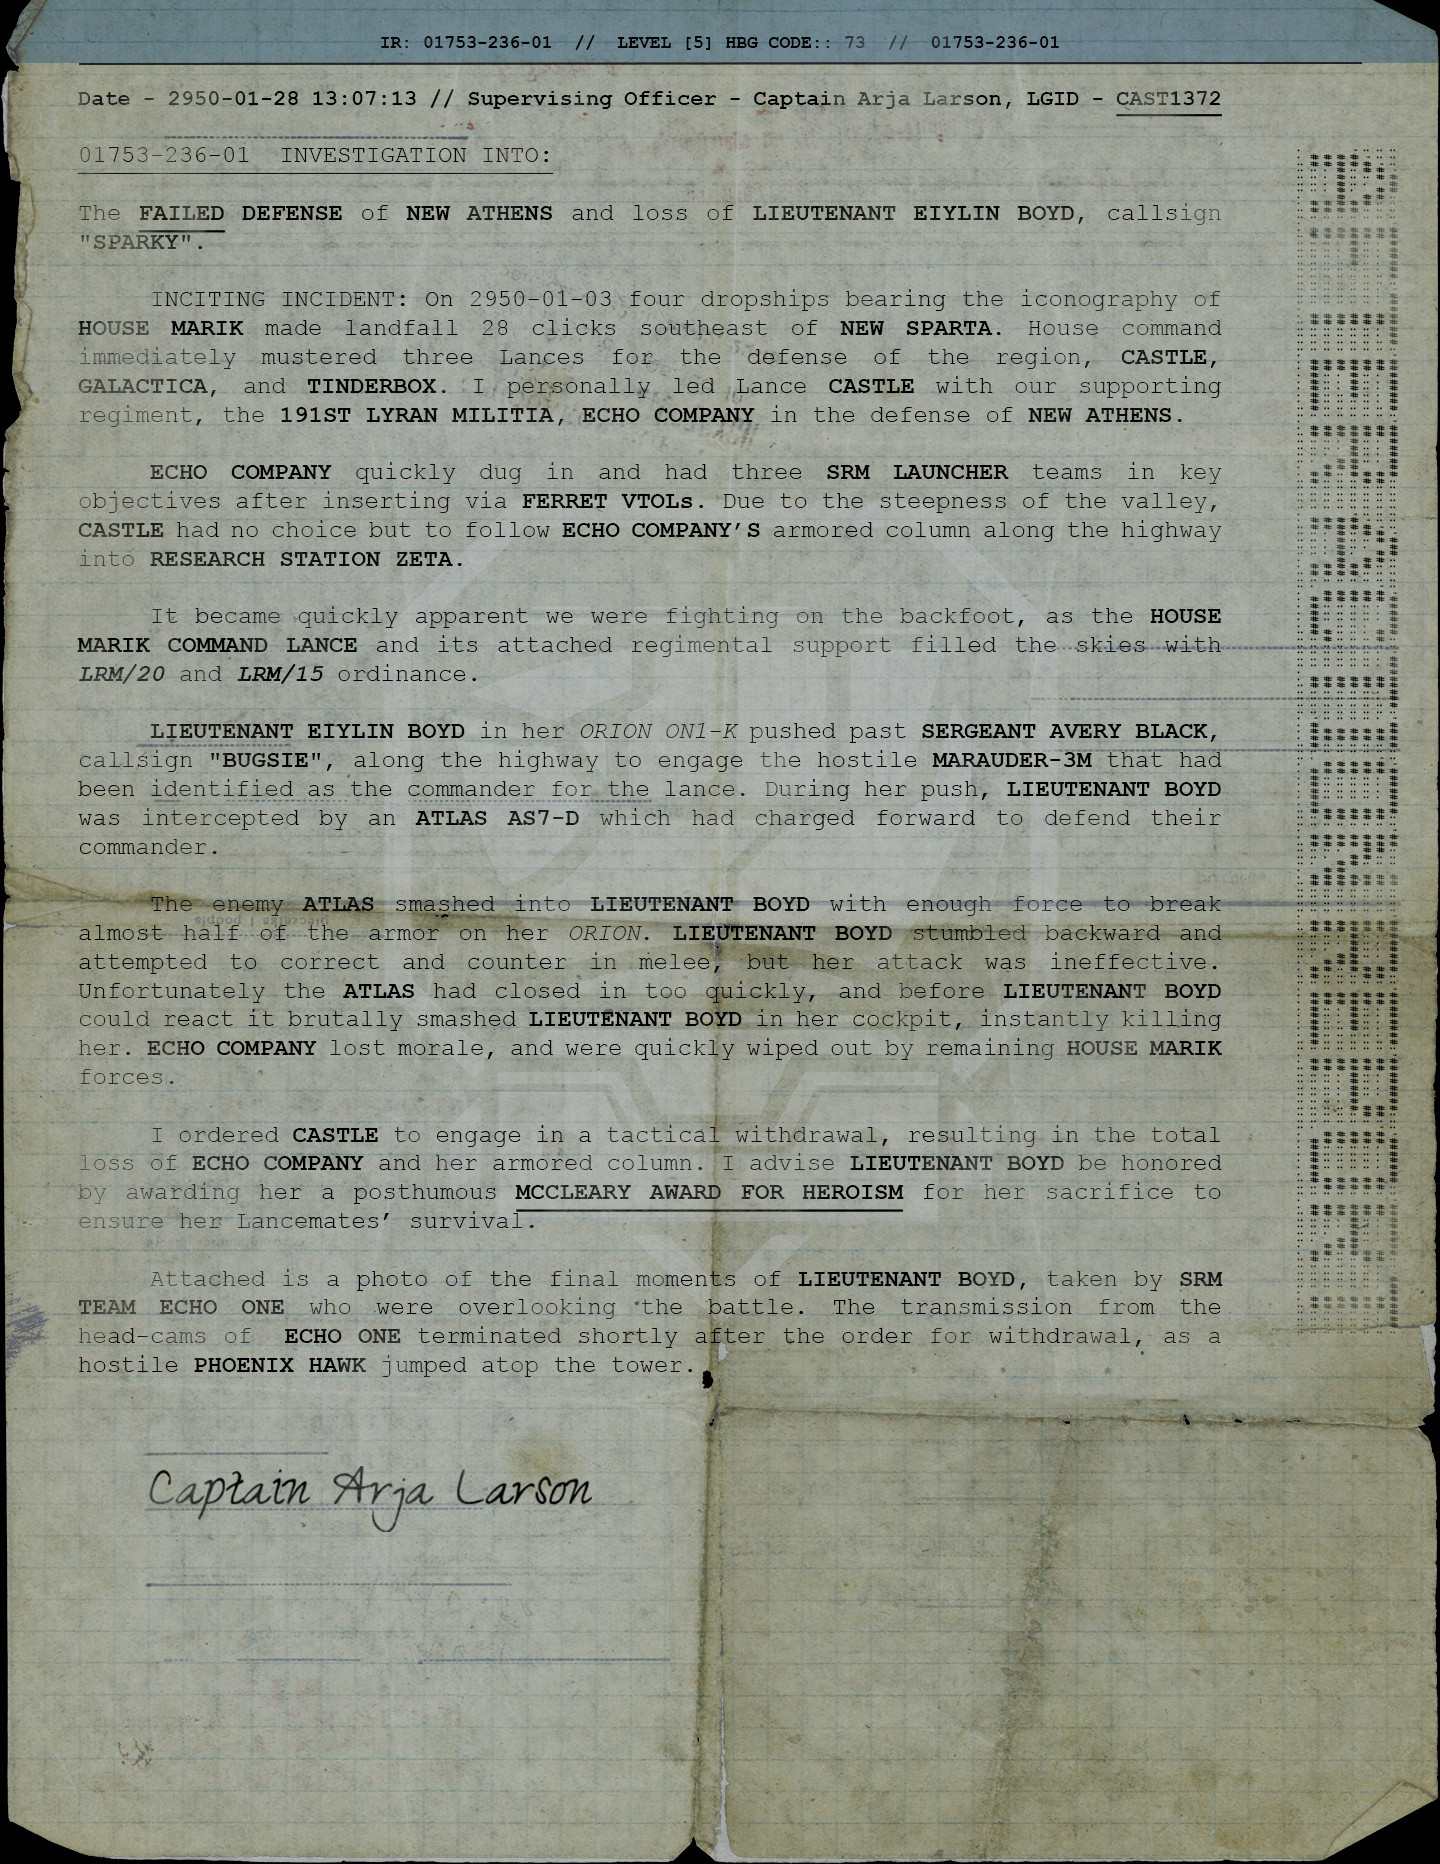 IR: 01753-236-01 // LEVEL [5] HBG CODE:: 73 // 01753-236-01
Date - 2950-01-28 13:07:13 // Supervising Officer - Captain Arja Larson, LGID - CAST1372
01753-236-01 INVESTIGATION INTO:
The FAILED DEFENSE of NEW ATHENS and loss of LIEUTENANT EIYLIN BOYD, callsign
"SPARKY".
INCITING INCIDENT: On 2950-01-03 four dropships bearing the iconography of
HOUSE MARIK made landfall 28 clicks southeast of NEW SPARTA. House command
immediately mustered three Lances for the defense of the region, CASTLE,
GALACTICA, and TINDERBOX. I personally led Lance CASTLE with our supporting
regiment, the 191ST LYRAN MILITIA, ECHO COMPANY in the defense of NEW ATHENS.
ECHO COMPANY quickly dug in and had three SRM LAUNCHER teams in key
objectives after inserting via FERRET VTOLs. Due to the steepness of the valley,
CASTLE had no choice but to follow ECHO COMPANY'S armored column along the highway
into RESEARCH STATION ZETA.
It became quickly apparent we were fighting on the backfoot, as the HOUSE
MARIK COMMAND LANCE and its attached regimental support filled the skies with
LRM/20 and LRM/15 ordinance.
LIEUTENANT EIYLIN BOYD in her ORION ON1-K pushed past SERGEANT AVERY BLACK,
callsign "BUGSIE", along the highway to engage the hostile MARAUDER-3M that had
been identified as the commander for the lance. During her push, LIEUTENANT BOYD
was intercepted by an ATLAS AS7-D which had charged forward to defend their
commander.
The enemy ATLAS smashed into LIEUTENANT BOYD with enough force to break
almost half of the armor on her ORION. LIEUTENANT BOYD stumbled backward and
attempted to correct and counter in melee, but her attack was ineffective.
Unfortunately the ATLAS had closed in too quickly, and before LIEUTENANT BOYD
could react it brutally smashed LIEUTENANT BOYD in her cockpit, instantly killing
her. ECHO COMPANY lost morale, and were quickly wiped out by remaining HOUSE MARIK
forces.
I ordered CASTLE to engage in a tactical withdrawal, resulting in the total
loss of ECHO COMPANY and her armored column. I advise LIEUTENANT BOYD be honored
by awarding her a posthumous MCCLEARY AWARD FOR HEROISM for her sacrifice to
ensure her Lancemates' survival.
Attached is a photo of the final moments of LIEUTENANT BOYD, taken by SRM
TEAM ECHO ONE who were overlooking the battle. The transmission from the
head-cams of ECHO ONE terminated shortly after the order for withdrawal, as a
hostile PHOENIX HAWK jumped atop the tower.
Captain Arja Larson